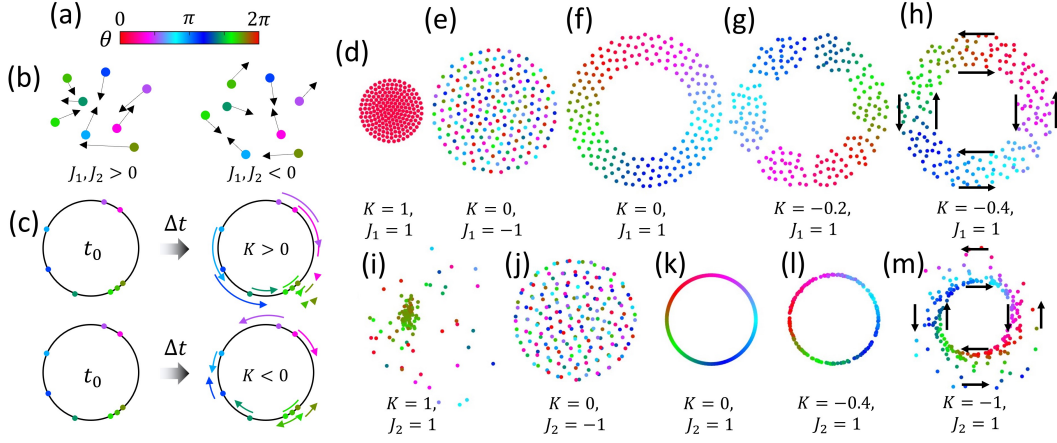 (a)
0 π 2π
θ
(b)
J₁, J₂ > 0
J₁, J₂ < 0
(c)
t₀
Δt
K > 0
t₀
Δt
K < 0
(d)
K = 1,
J₁ = 1
(e)
K = 0,
J₁ = −1
(f)
K = 0,
J₁ = 1
(g)
K = −0.2,
J₁ = 1
(h)
K = −0.4,
J₁ = 1
(i)
K = 1,
J₂ = 1
(j)
K = 0,
J₂ = −1
(k)
K = 0,
J₂ = 1
(l)
K = −0.4,
J₂ = 1
(m)
K = −1,
J₂ = 1